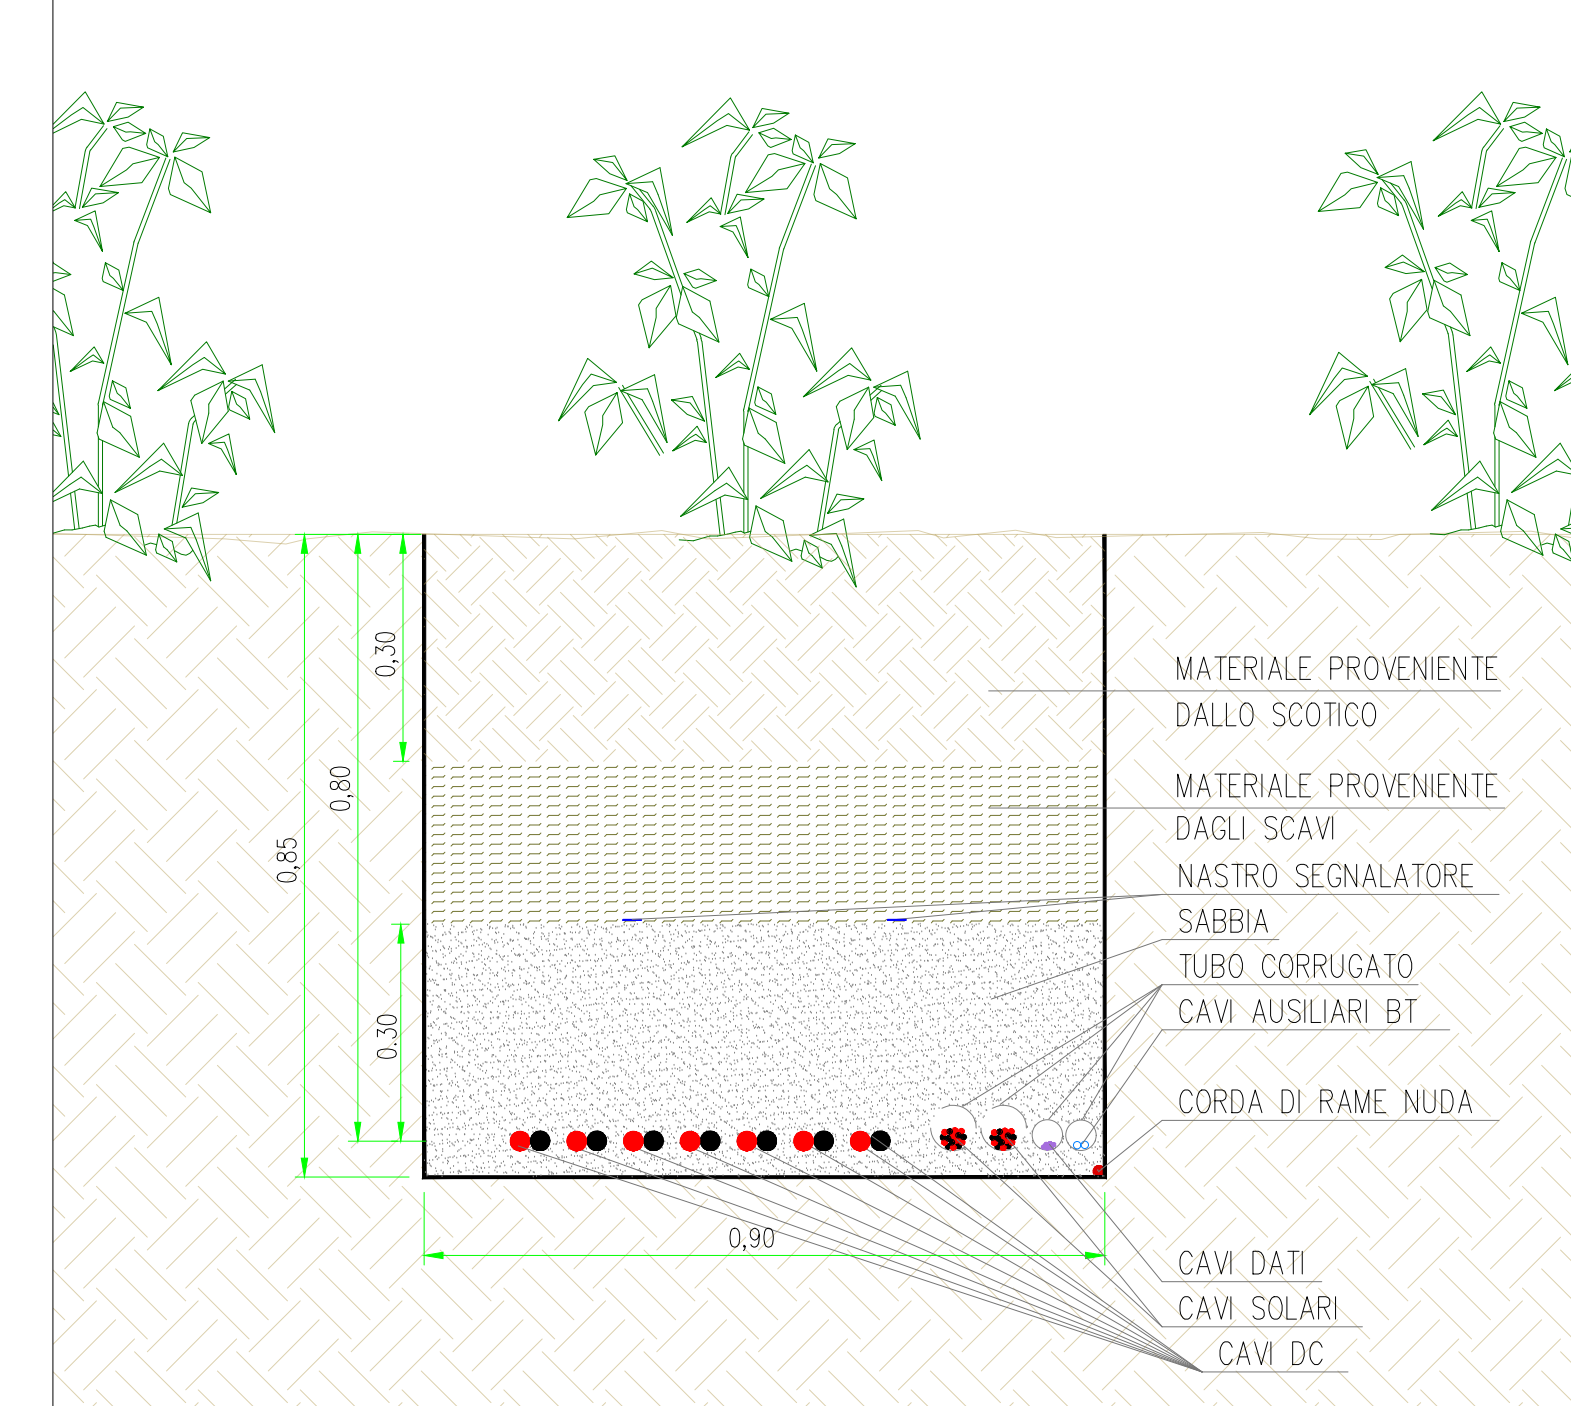 0,30
MATERIALE PROVENIENTE
DALLO SCOTICO
0,80
MATERIALE PROVENIENTE
DAGLI SCAVI
0,85
NASTRO SEGNALATORE
SABBIA
TUBO CORRUGATO
CAVI AUSILIARI BT
0.30
CORDA DI RAME NUDA
0,90
CAVI DATI
CAVI SOLARI
CAVI DC